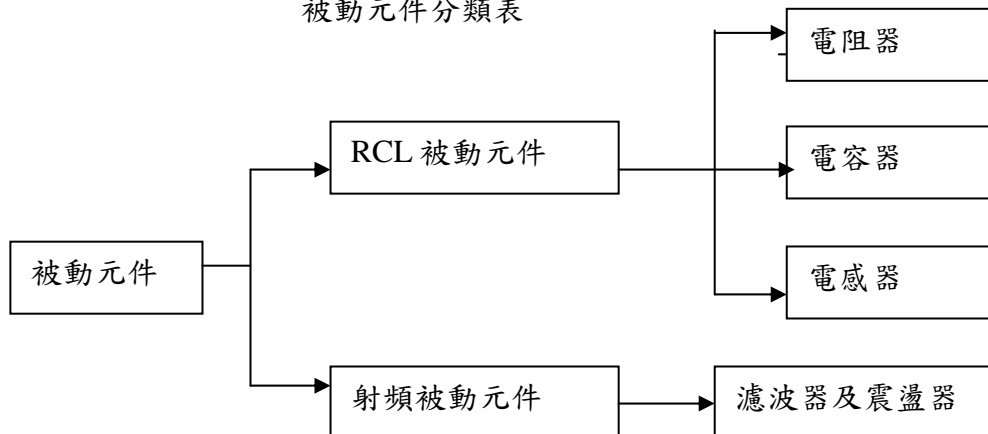 被動元件分類表
電阻器
RCL 被動元件
電容器
被動元件
電感器
射頻被動元件
濾波器及震盪器